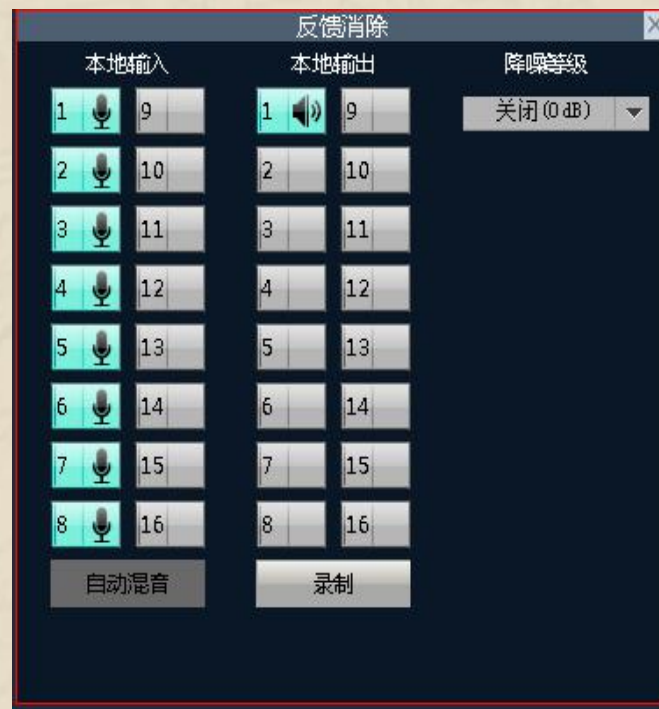 反馈消除
本地输入 本地输出 降噪等级
1 9 1 9 关闭(0dB)
2 10 2 10
3 11 3 11
4 12 4 12
5 13 5 13
6 14 6 14
7 15 7 15
8 16 8 16
自动混音 录制